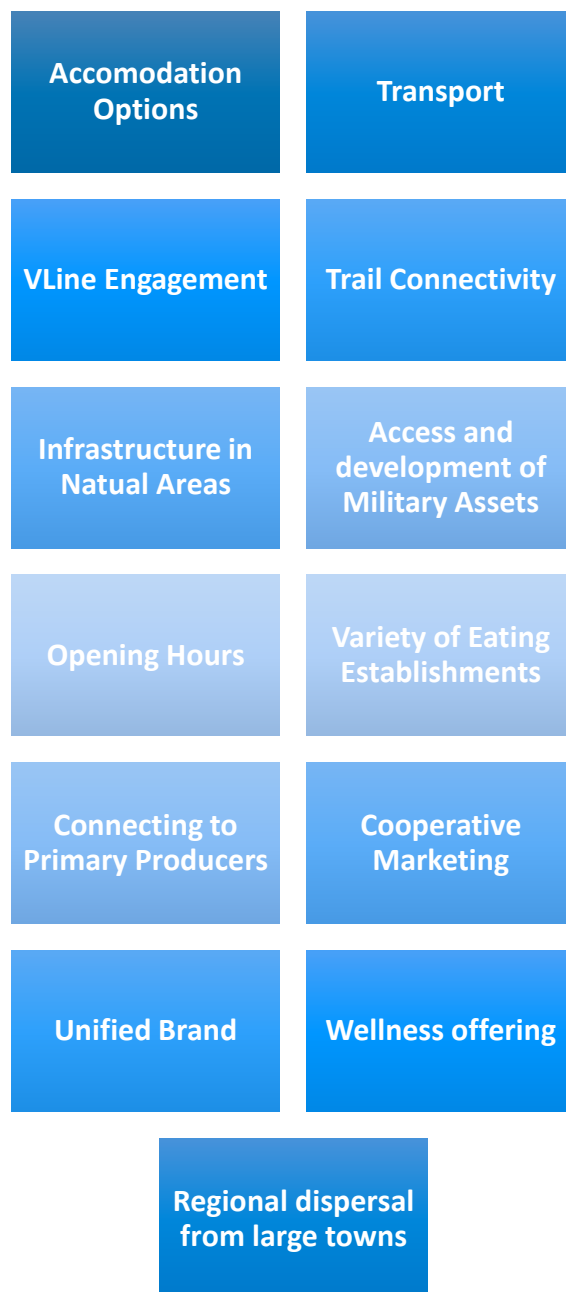 Accomodation
Options
Transport
VLine Engagement
Trail Connectivity
Infrastructure in
Natual Areas
Access and
development of
Military Assets
Opening Hours
Variety of Eating
Establishments
Connecting to
Primary Producers
Cooperative
Marketing
Unified Brand
Wellness offering
Regional dispersal
from large towns